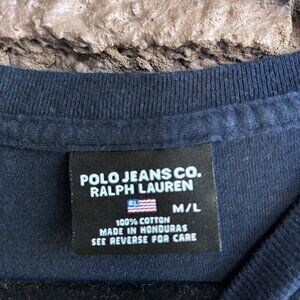 POLO JEANS CO.
RALPH LAUREN
RL M/L
100% COTTON
MADE IN HONDURAS
SEE REVERSE FOR CARE